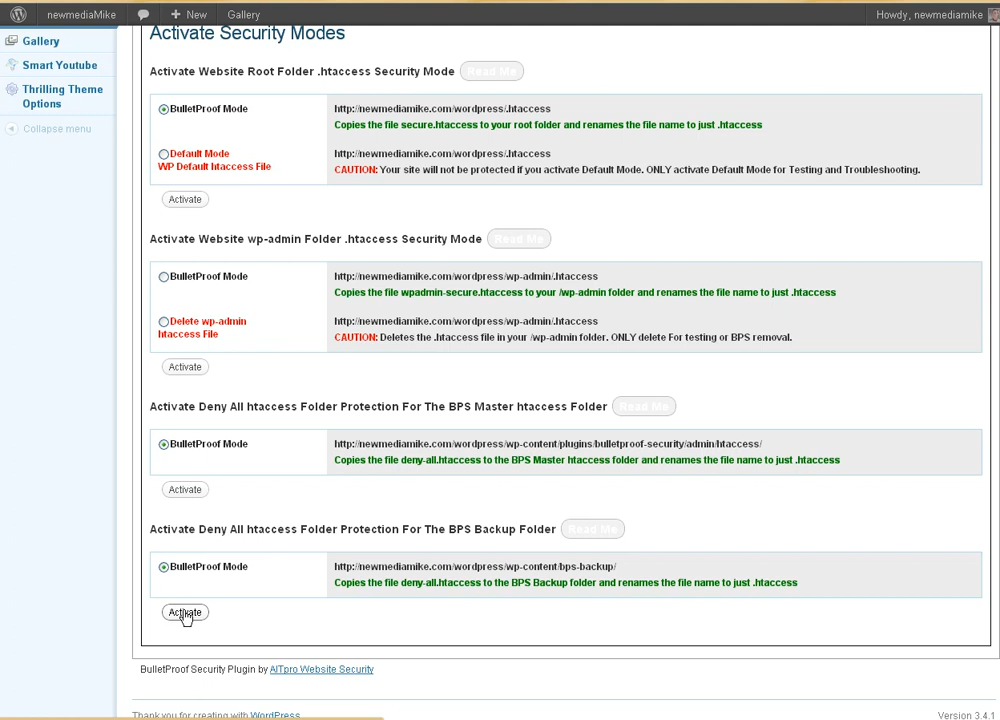 newmediaMike
+ New
Gallery
Howdy, newmediamike
Gallery
Smart Youtube
Thrilling Theme
Options
Collapse menu
Activate Security Modes
Activate Website Root Folder .htaccess Security Mode Read Me
BulletProof Mode
http://newmediamike.com/wordpress/.htaccess
Copies the file secure.htaccess to your root folder and renames the file name to just .htaccess
Default Mode
WP Default htaccess File
http://newmediamike.com/wordpress/.htaccess
CAUTION: Your site will not be protected if you activate Default Mode. ONLY activate Default Mode for Testing and Troubleshooting.
Activate
Activate Website wp-admin Folder .htaccess Security Mode Read Me
BulletProof Mode
http://newmediamike.com/wordpress/wp-admin/.htaccess
Copies the file wpadmin-secure.htaccess to your /wp-admin folder and renames the file name to just .htaccess
Delete wp-admin
htaccess File
http://newmediamike.com/wordpress/wp-admin/.htaccess
CAUTION: Deletes the .htaccess file in your /wp-admin folder. ONLY delete For testing or BPS removal.
Activate
Activate Deny All htaccess Folder Protection For The BPS Master htaccess Folder Read Me
BulletProof Mode
http://newmediamike.com/wordpress/wp-content/plugins/bulletproof-security/admin/htaccess/
Copies the file deny-all.htaccess to the BPS Master htaccess folder and renames the file name to just .htaccess
Activate
Activate Deny All htaccess Folder Protection For The BPS Backup Folder Read Me
BulletProof Mode
http://newmediamike.com/wordpress/wp-content/bps-backup/
Copies the file deny-all.htaccess to the BPS Backup folder and renames the file name to just .htaccess
Activate
BulletProof Security Plugin by AITpro Website Security
Thank you for creating with WordPress
Version 3.4.1